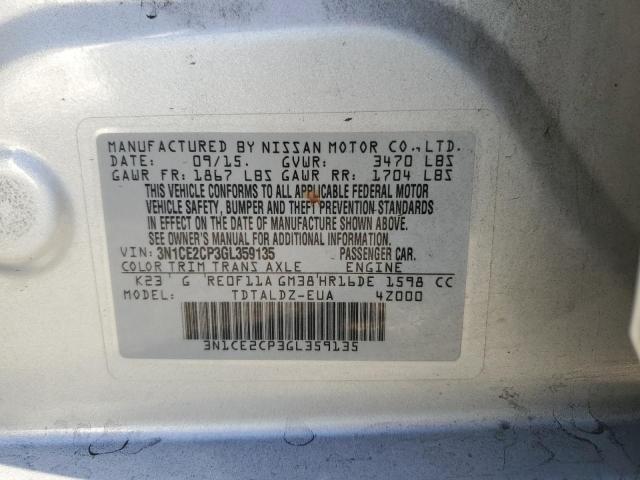 MANUFACTURED BY NISSAN MOTOR CO.,LTD.
DATE: 09/15. GVWR: 3470 LBS
GAWR FR: 1867 LBS GAWR RR: 1704 LBS
THIS VEHICLE CONFORMS TO ALL APPLICABLE FEDERAL MOTOR
VEHICLE SAFETY, BUMPER AND THEFT PREVENTION STANDARDS
IN EFFECT ON THE DATE OF MANUFACTURE SHOWN ABOVE.
SEE OWNER'S MANUAL FOR ADDITIONAL INFORMATION.
VIN: 3N1CE2CP3GL359135 PASSENGER CAR.
COLOR TRIM TRANS AXLE ENGINE
K23 G RE0F11A GM38 HR16DE 1598 CC
MODEL: TDTALDZ-EUA 4Z000
3N1CE2CP3GL359135